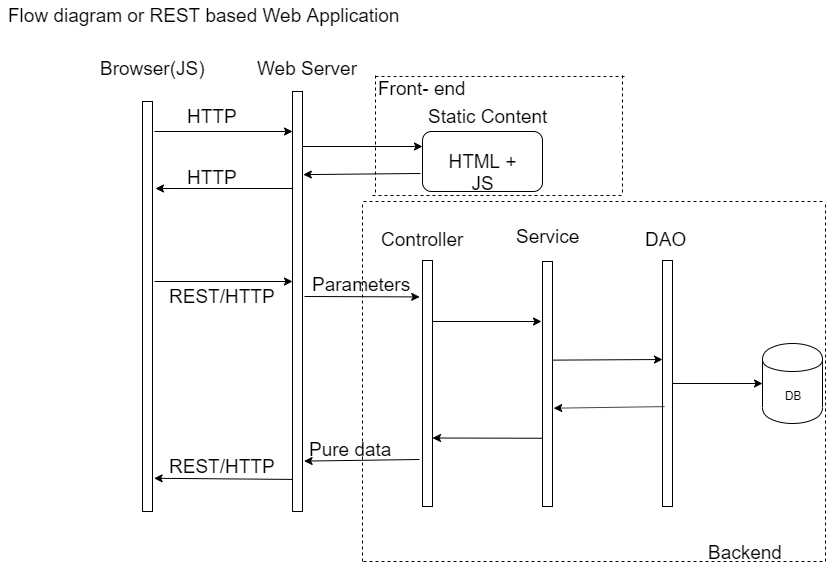 Flow diagram or REST based Web Application
Browser(JS)
Web Server
Front- end
Static Content
HTTP
HTML +
JS
HTTP
Controller
Service
DAO
Parameters
REST/HTTP
DB
Pure data
REST/HTTP
Backend